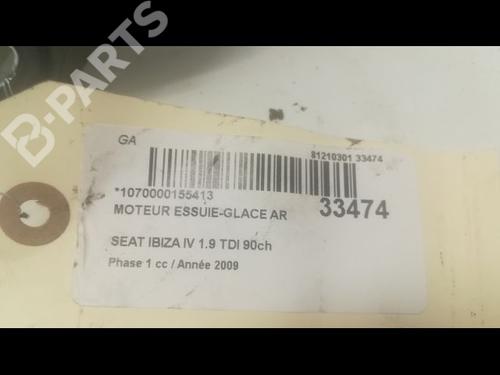 B-PARTS
GA
81210301 33474
*1070000155413
MOTEUR ESSUIE-GLACE AR
33474
SEAT IBIZA IV 1.9 TDI 90ch
Phase 1 cc / Année 2009